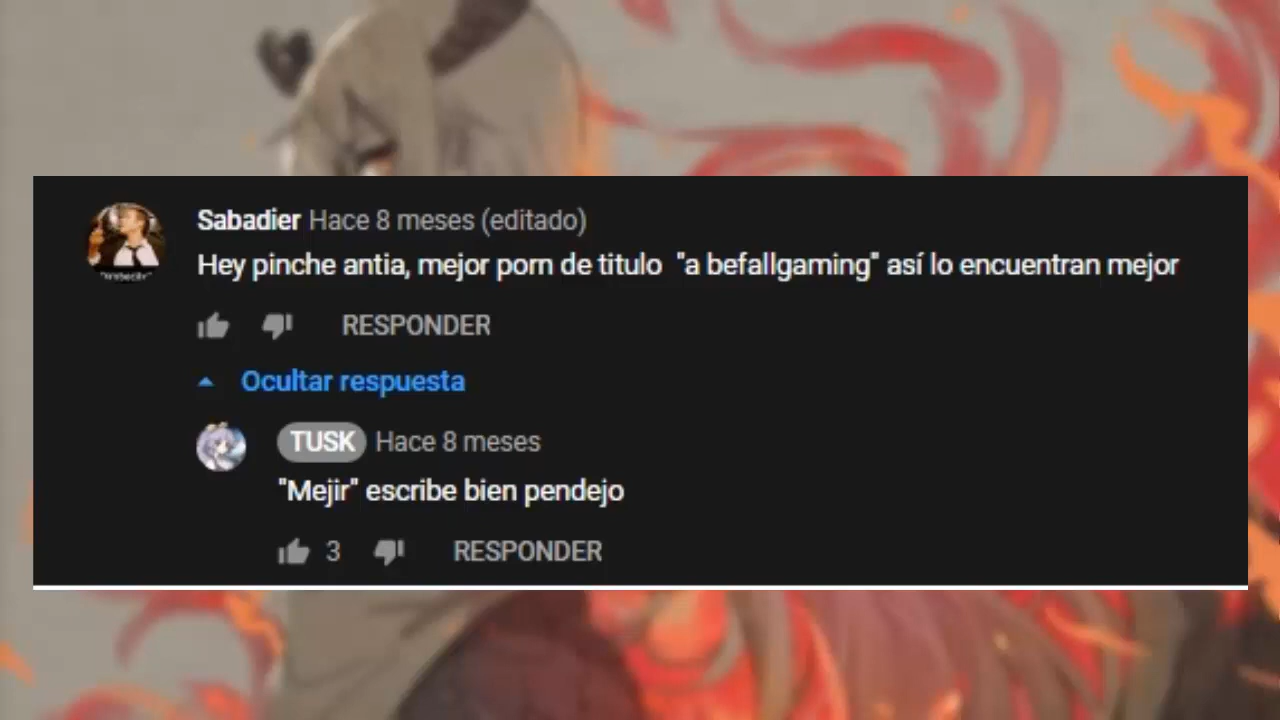 Sabadier Hace 8 meses (editado)
Hey pinche antia, mejor porn de titulo "a befallgaming" así lo encuentran mejor
RESPONDER
Ocultar respuesta
TUSK Hace 8 meses
"Mejir" escribe bien pendejo
3 RESPONDER